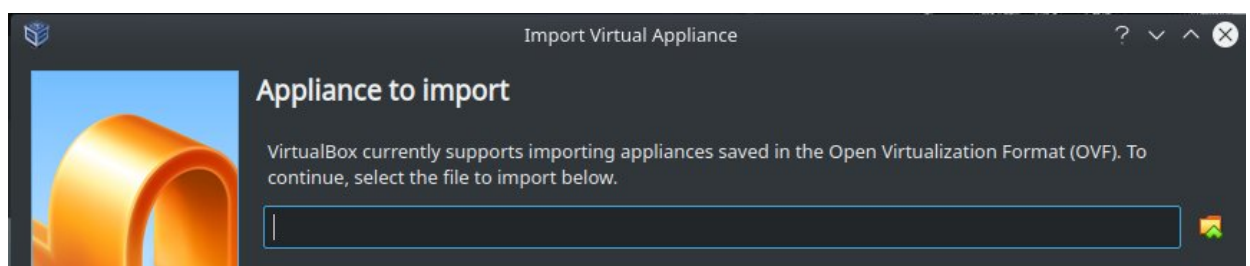 Import Virtual Appliance
Appliance to import
VirtualBox currently supports importing appliances saved in the Open Virtualization Format (OVF). To
continue, select the file to import below.